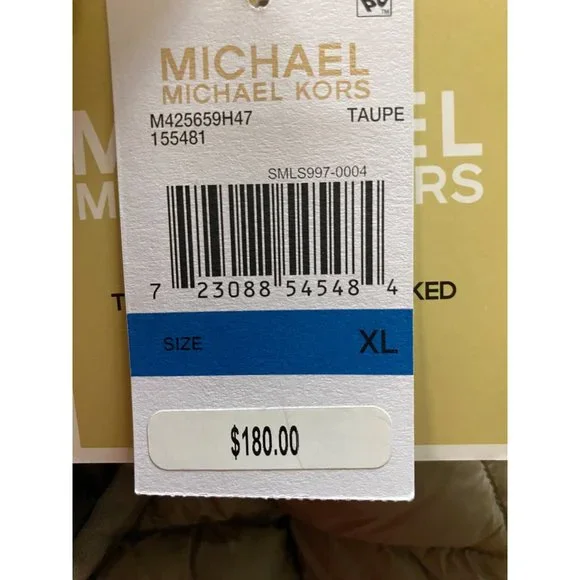 MICHAEL
MICHAEL KORS
M425659H47 TAUPE
155481
SMLS997-0004
7 23088 54548 4
SIZE XL
$180.00